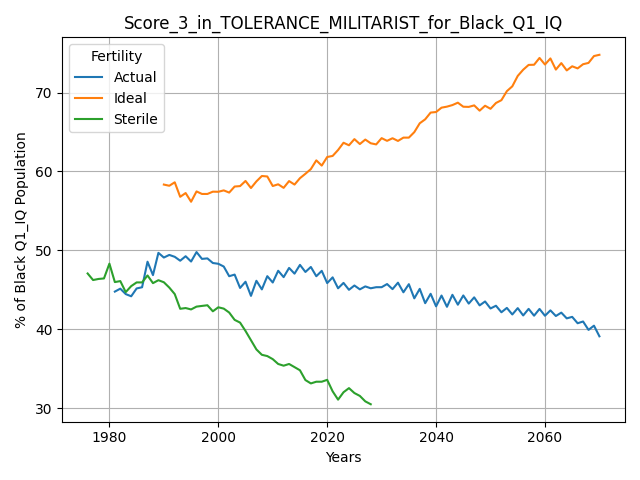 Score_3_in_TOLERANCE_MILITARIST_for_Black_Q1_IQ
Fertility
Actual
Ideal
Sterile
% of Black Q1_IQ Population
70
60
50
40
30
1980
2000
2020
2040
2060
Years